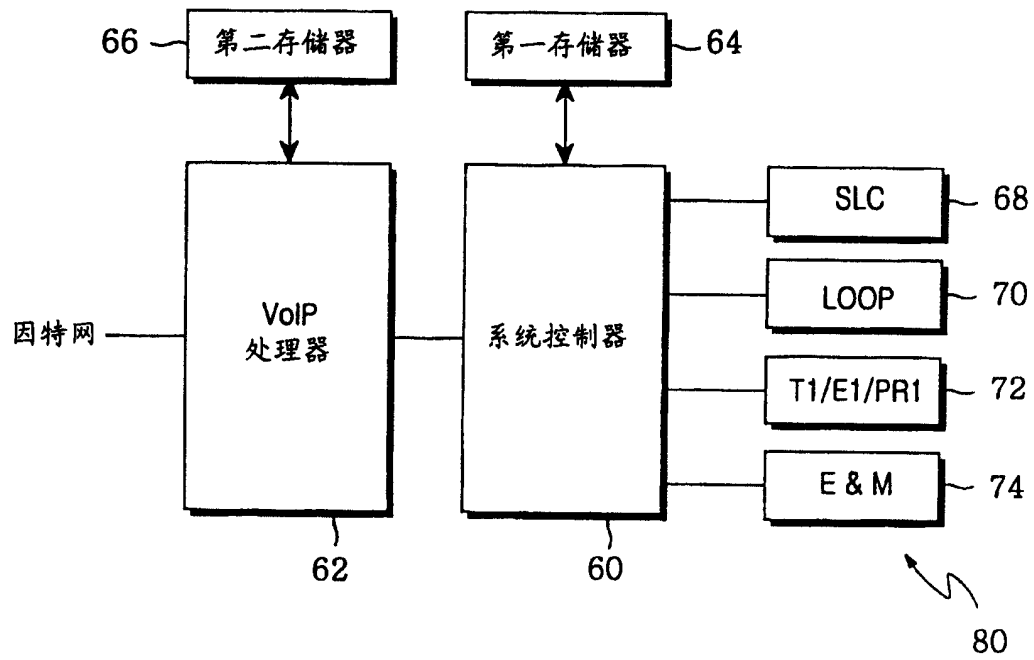 66
第二存储器
第一存储器
64
SLC
68
VoIP
处理器
因特网
系统控制器
LOOP
70
T1/E1/PR1
72
E & M
74
62
60
80